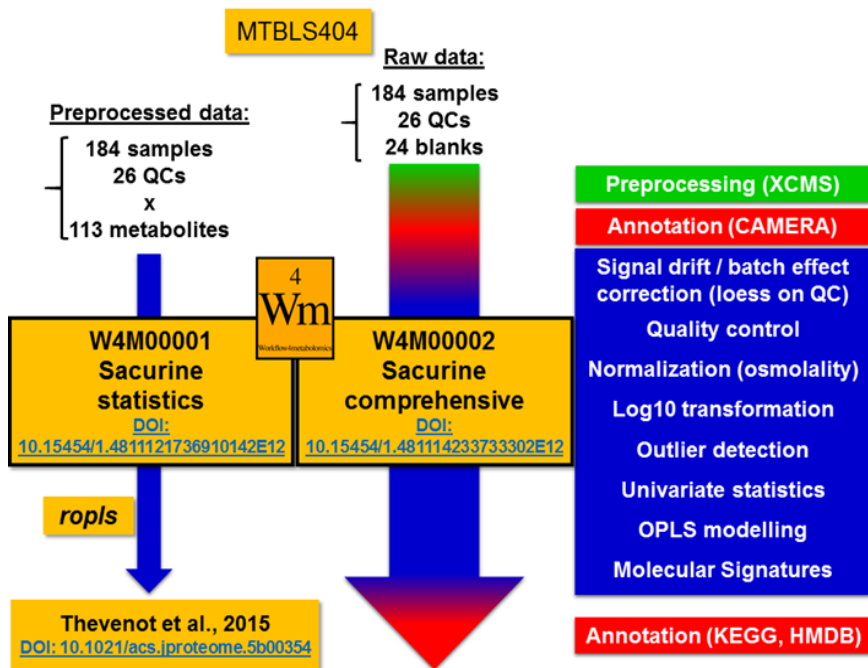 MTBLS404
Preprocessed data:
184 samples
26 QCs
x
113 metabolites
Raw data:
184 samples
26 QCs
24 blanks
4
Wm
Workflow4metabolomics
W4M00001
Sacurine
statistics
DOI:
10.15454/1.4811121736910142E12
W4M00002
Sacurine
comprehensive
DOI:
10.15454/1.481114233733302E12
ropls
Thevenot et al., 2015
DOI: 10.1021/acs.jproteome.5b00354
Preprocessing (XCMS)
Annotation (CAMERA)
Signal drift / batch effect
correction (loess on QC)
Quality control
Normalization (osmolality)
Log10 transformation
Outlier detection
Univariate statistics
OPLS modelling
Molecular Signatures
Annotation (KEGG, HMDB)